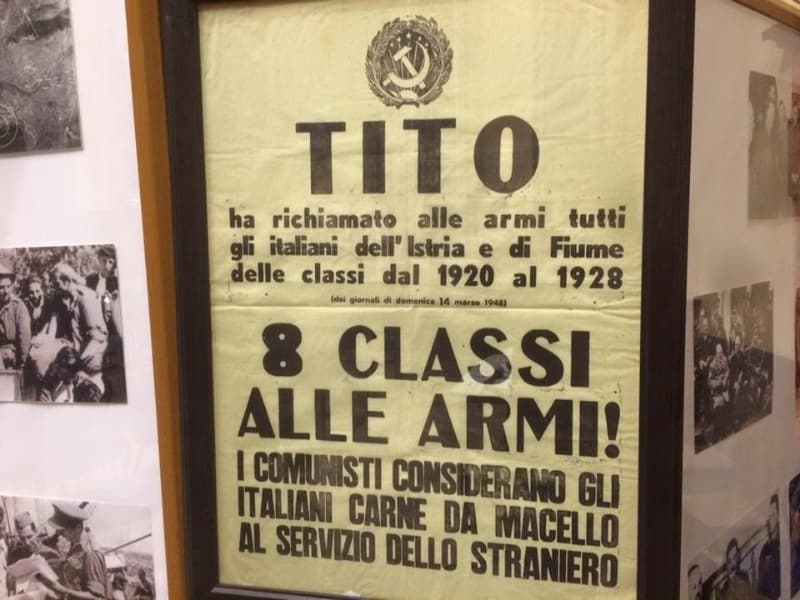 TITO
ha richiamato alle armi tutti
gli italiani dell'Istria e di Fiume
delle classi dal 1920 al 1928
(dai giornali di domenica 14 marzo 1948)
8 CLASSI
ALLE ARMI!
I COMUNISTI CONSIDERANO GLI
ITALIANI CARNE DA MACELLO
AL SERVIZIO DELLO STRANIERO